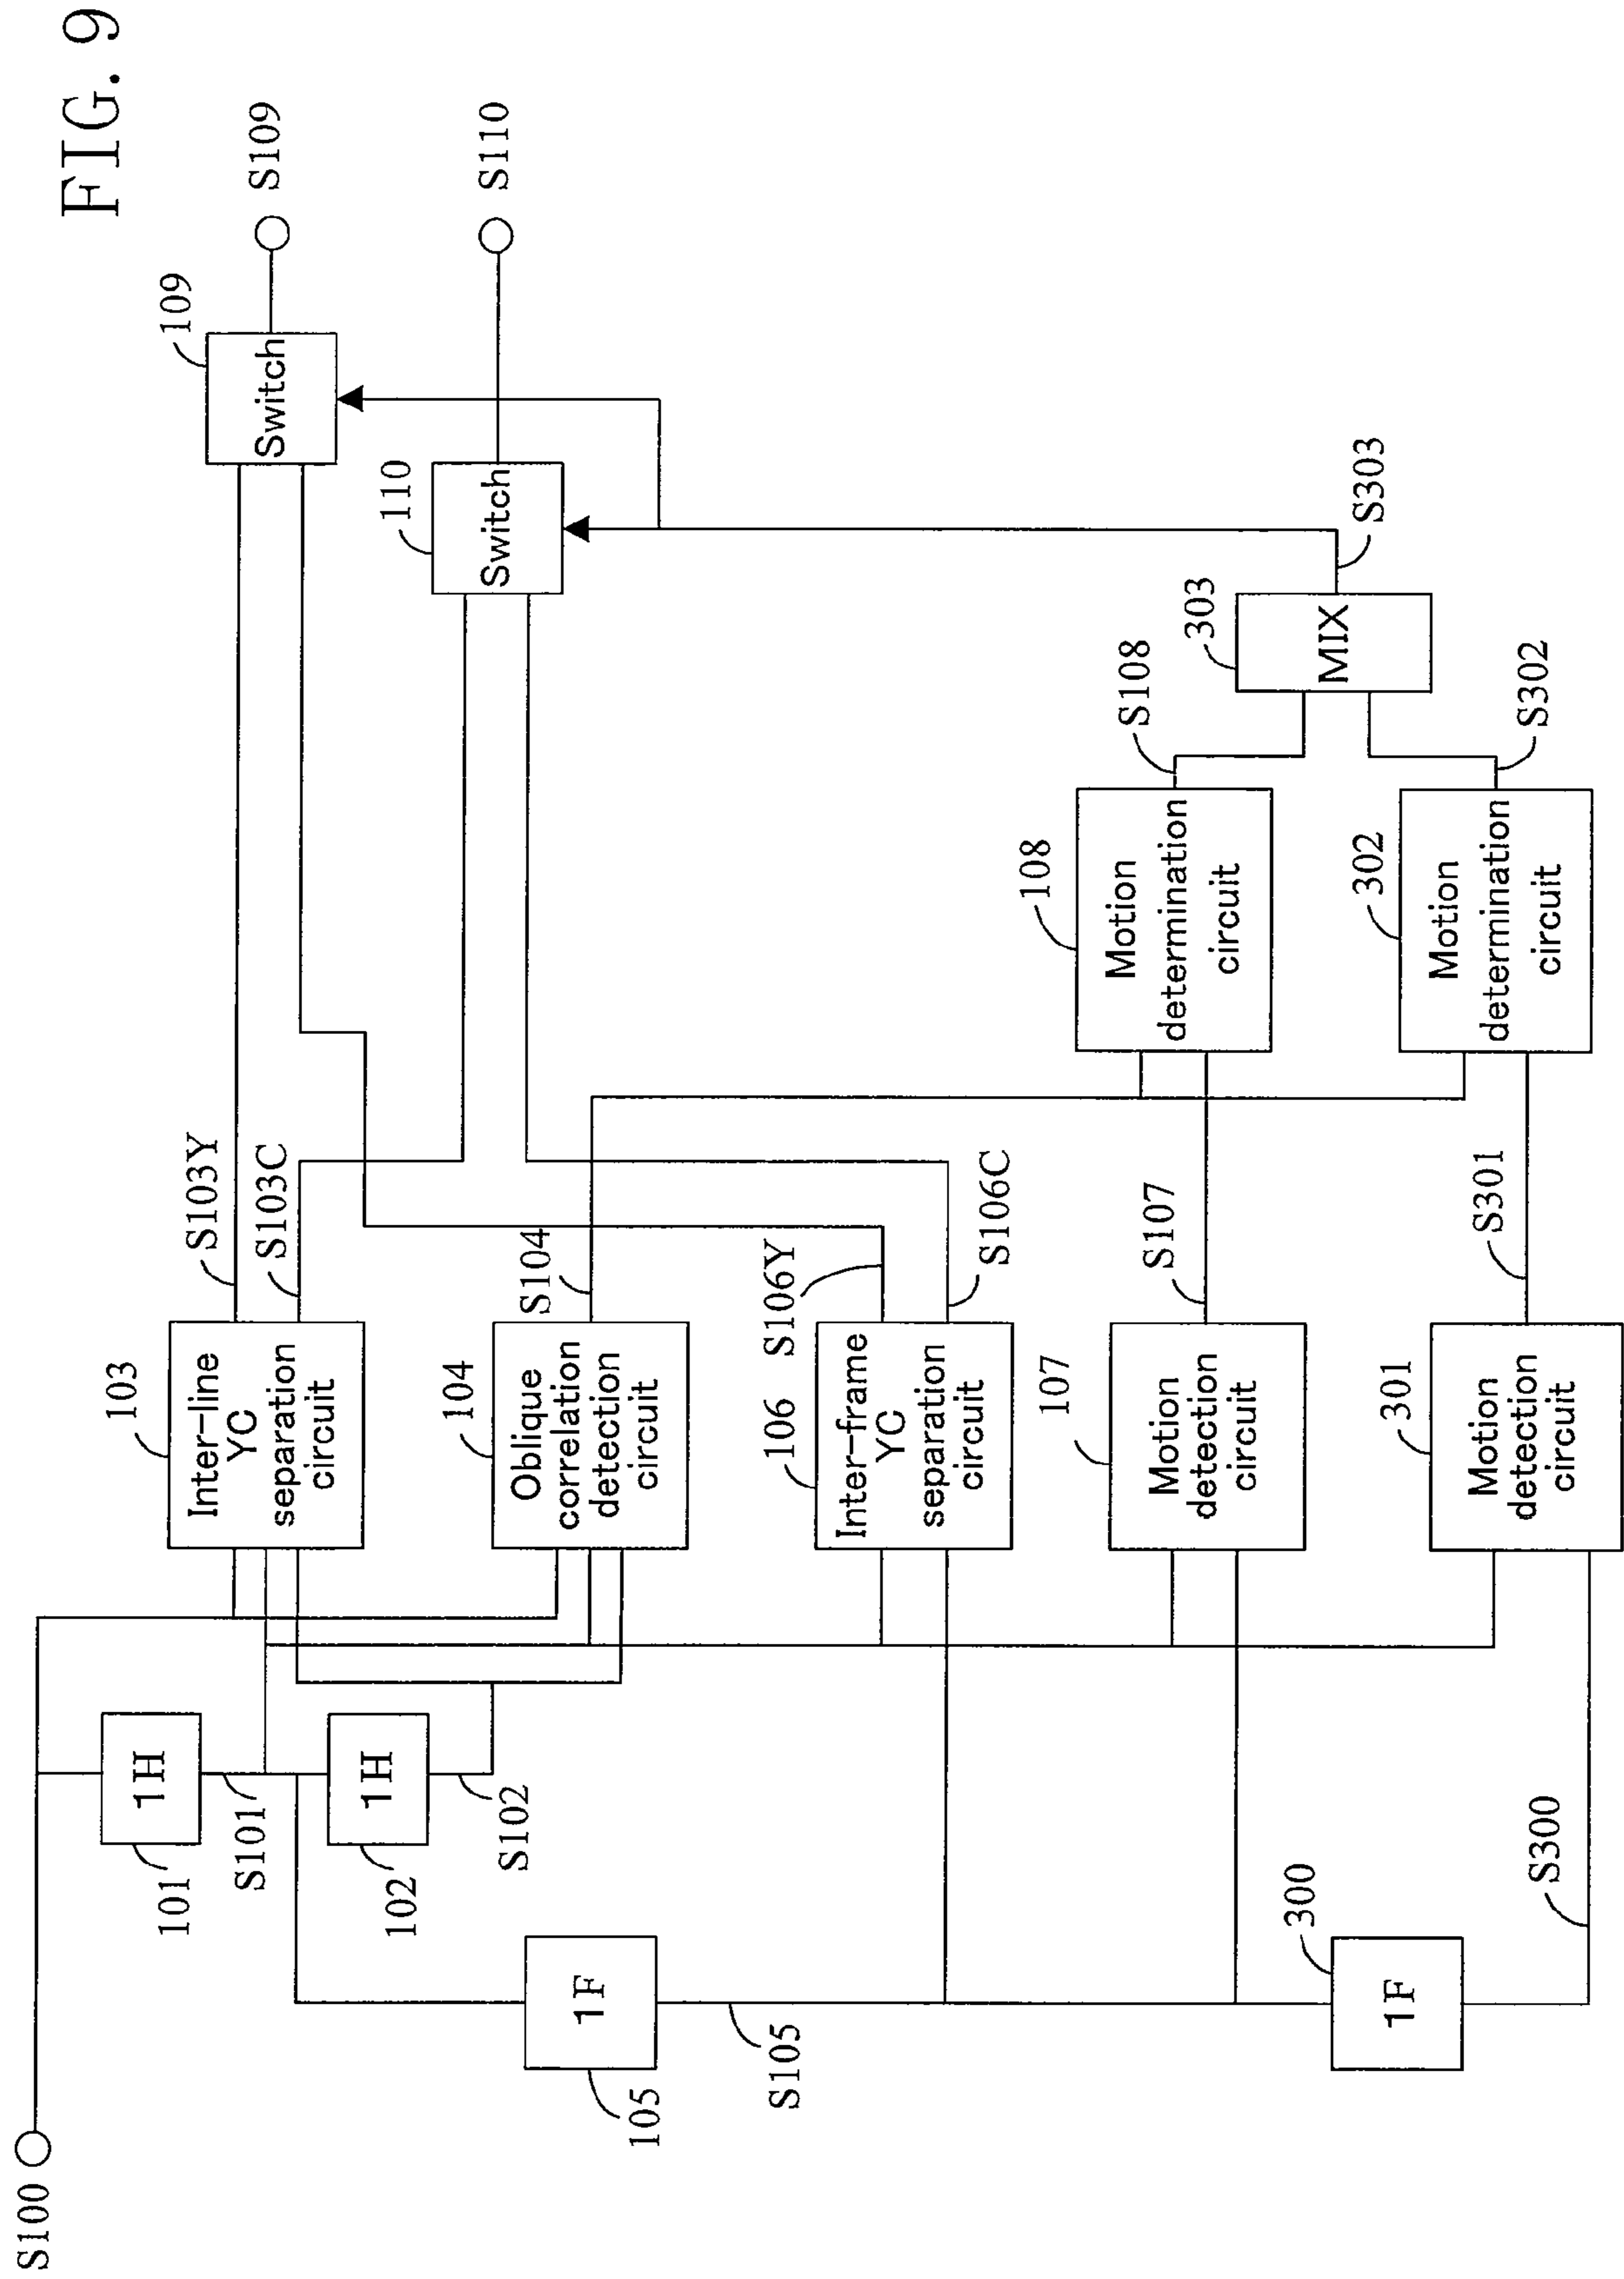 FIG. 9
S100
101
1H
S101
102
1H
S102
105
1F
S105
300
1F
S300
103
Inter-line
YC
separation
circuit
S103Y
S103C
104
Oblique
correlation
detection
circuit
S104
106
Inter-frame
YC
separation
circuit
S106Y
S106C
107
Motion
detection
circuit
S107
301
Motion
detection
circuit
S301
108
Motion
determination
circuit
S108
302
Motion
determination
circuit
S302
303
MIX
S303
109
Switch
S109
110
Switch
S110